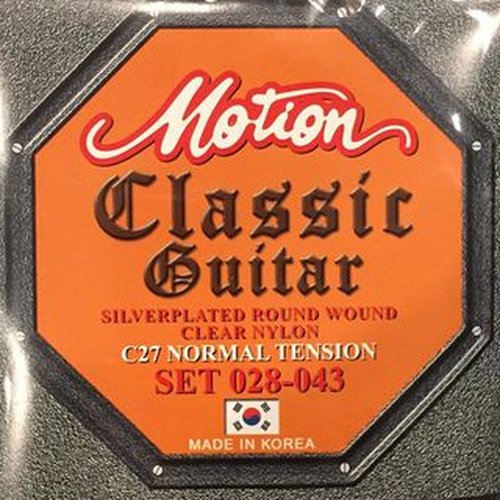 Motion
Classic
Guitar
SILVERPLATED ROUND WOUND
CLEAR NYLON
C27 NORMAL TENSION
SET 028-043
MADE IN KOREA